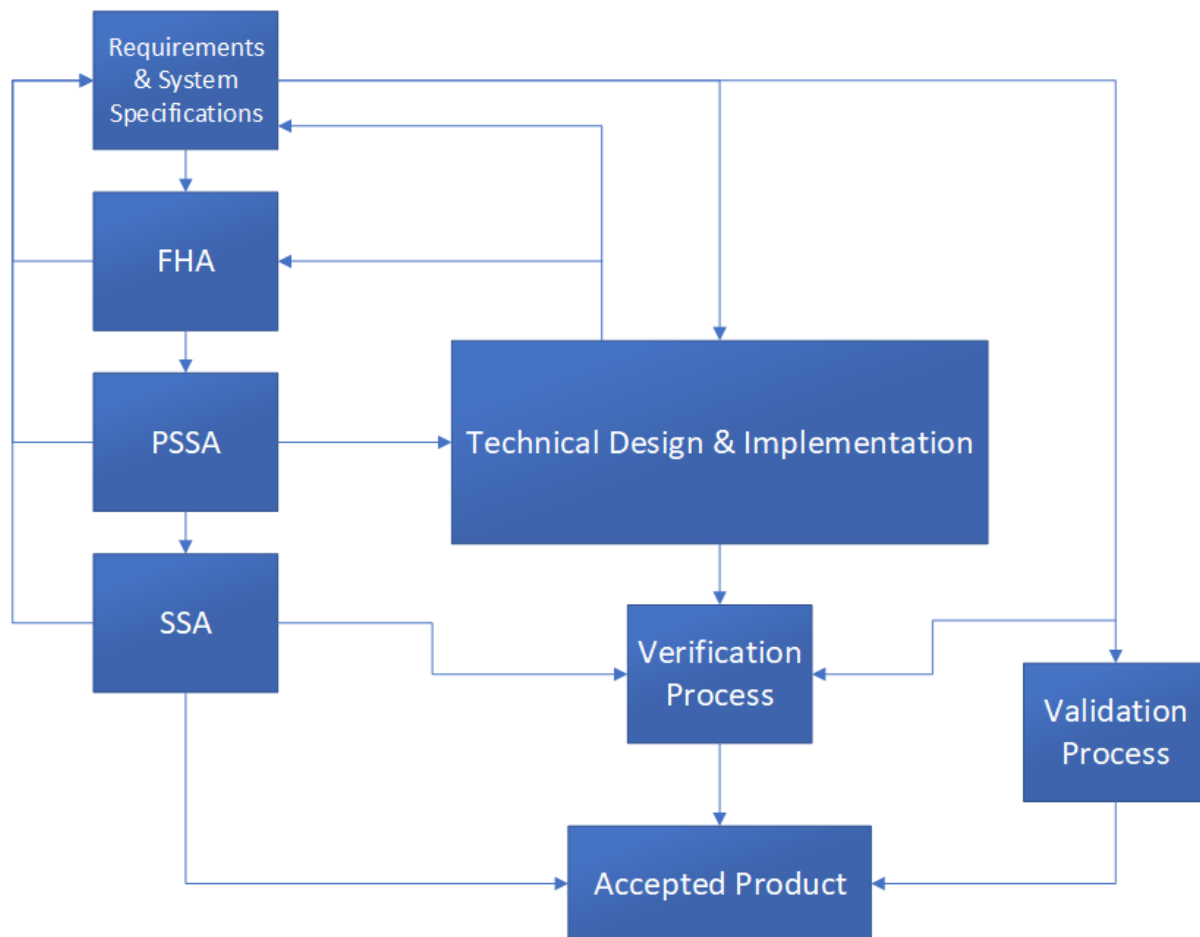 Requirements
& System
Specifications
FHA
PSSA
Technical Design & Implementation
SSA
Verification
Process
Validation
Process
Accepted Product